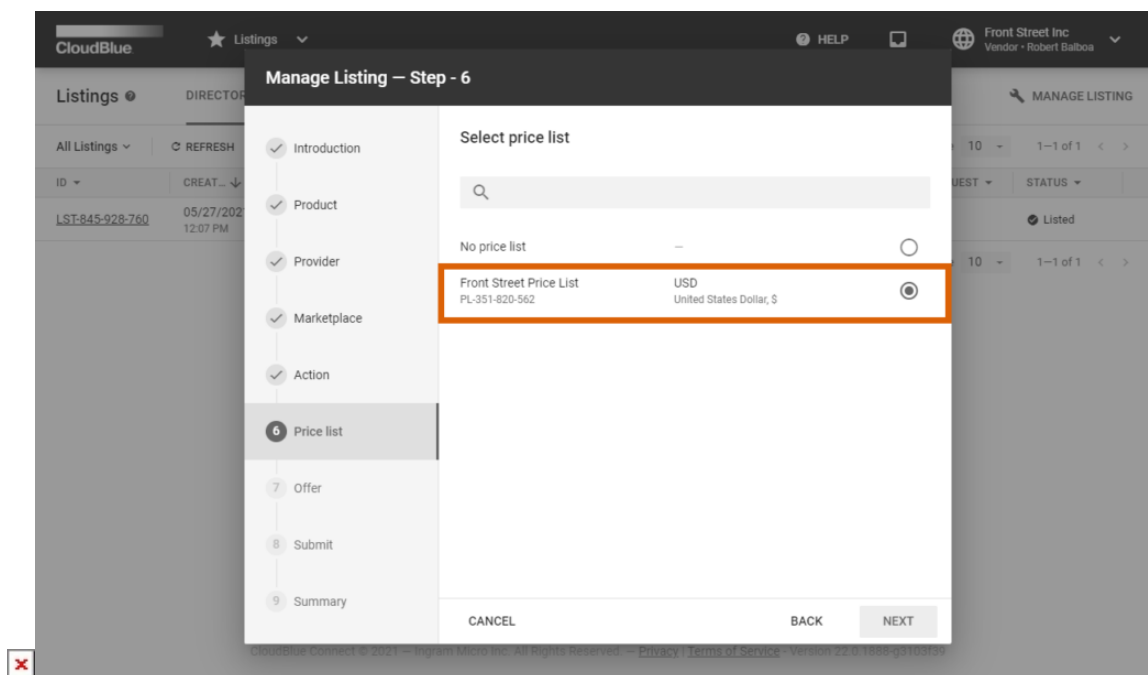 CloudBlue
Listings
HELP
Front Street Inc
Vendor • Robert Balboa
Manage Listing — Step - 6
Listings
DIRECTOR
MANAGE LISTING
All Listings
REFRESH
10
1–1 of 1
ID
CREAT...
UEST
STATUS
LST-845-928-760
05/27/202
12:07 PM
Listed
10
1–1 of 1
Introduction
Product
Provider
Marketplace
Action
6 Price list
7 Offer
8 Submit
9 Summary
Select price list
No price list –
Front Street Price List USD
PL-351-820-562 United States Dollar, $
CANCEL BACK NEXT
CloudBlue Connect © 2021 — Ingram Micro Inc. All Rights Reserved. — Privacy | Terms of Service - Version 22.0.1888-g3103f39